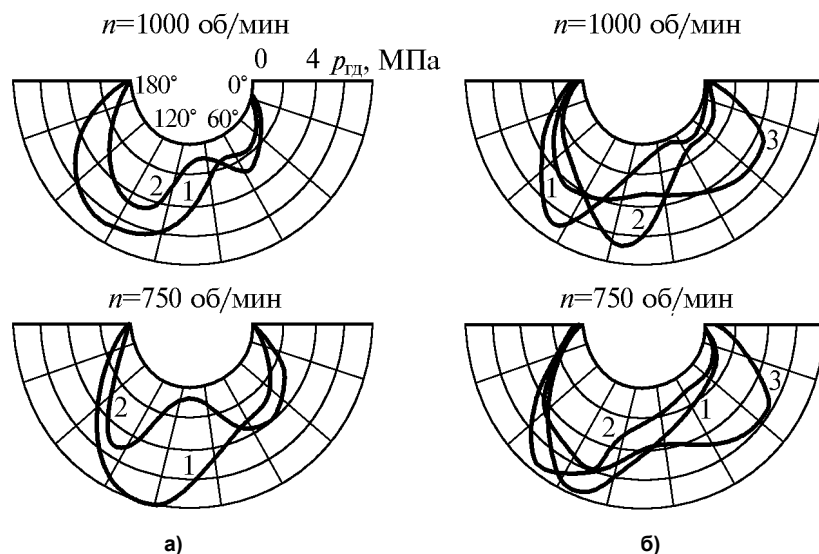 n=1000 об/мин
0 4 pгд, МПа
180° 0°
120° 60°
2 1
n=1000 об/мин
1 2 3
n=750 об/мин
2 1
n=750 об/мин
2 1 3
а) б)